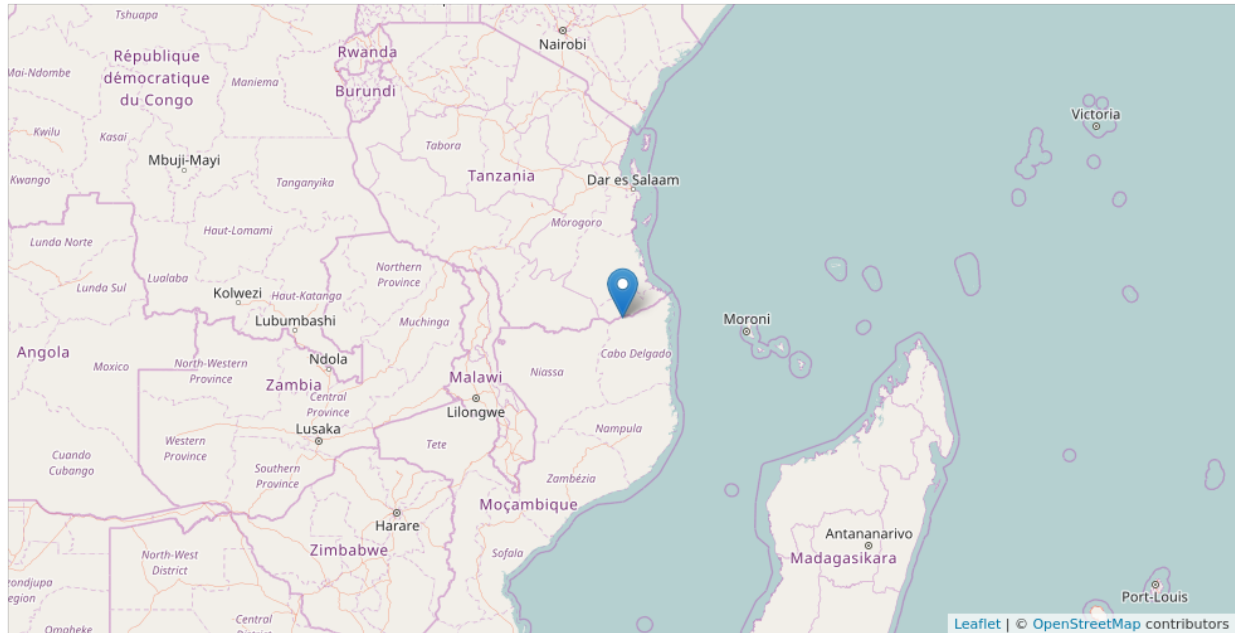 Tshuapa
Nairobi
République
démocratique
du Congo
Rwanda
Maniema
Mai-Ndombe
Burundi
Victoria
Kwilu
Kasaï
Tabora
Mbuji-Mayi
Tanzania
Dar es Salaam
Kwango
Tanganyika
Morogoro
Haut-Lomami
Lunda Norte
Northern
Province
Lualaba
Lunda Sul
Kolwezi
Haut-Katanga
Lubumbashi
Muchinga
Moroni
Angola
Moxico
North-Western
Province
Ndola
Cabo Delgado
Zambia
Malawi
Niassa
Central
Province
Lilongwe
Lusaka
Western
Province
Tete
Nampula
Cuando
Cubango
Southern
Province
Zambézia
Moçambique
Harare
Antananarivo
Zimbabwe
Sofala
Madagasikara
North-West
District
Port-Louis
Central
Omaheke
Leaflet | © OpenStreetMap contributors